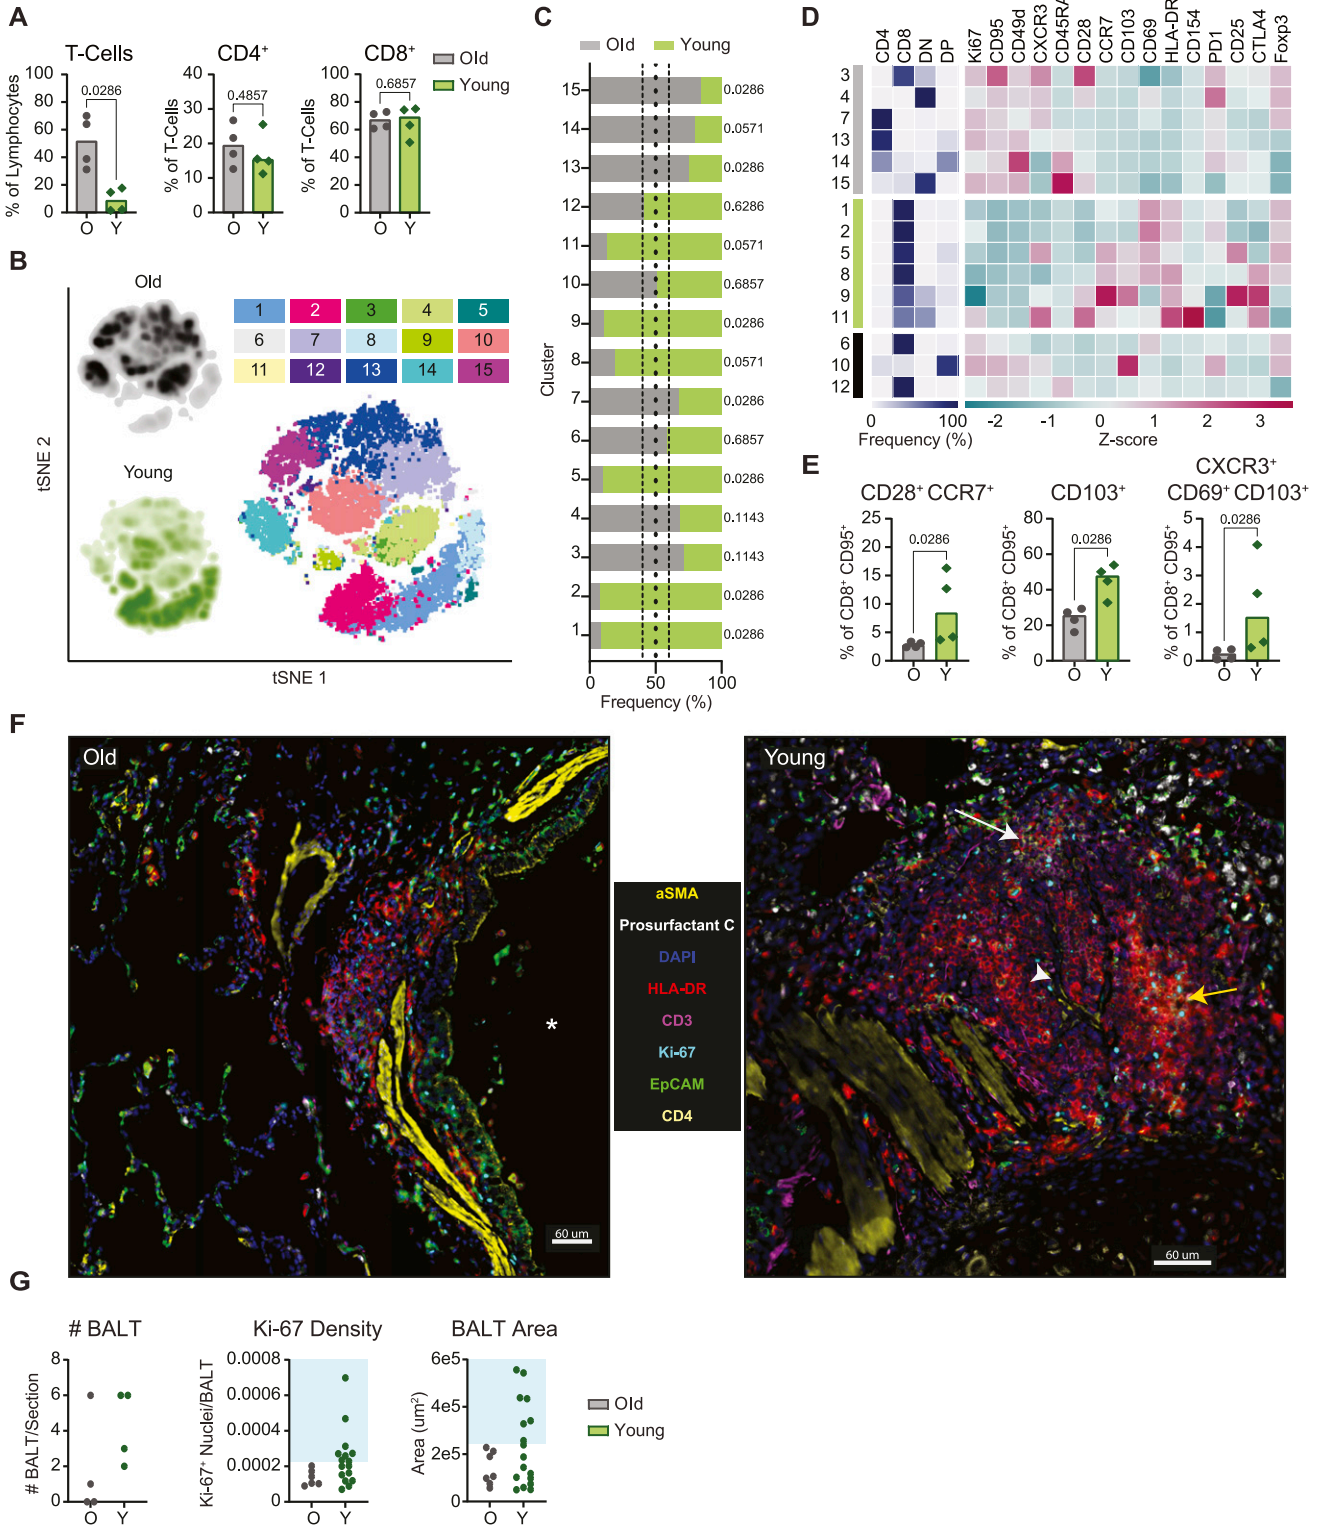 A
T-Cells
CD4+
CD8+
Old
Young
% of Lymphocytes
100
80
60
40
20
0
0.0286
O Y
% of T-Cells
40
30
20
10
0
0.4857
O Y
% of T-Cells
100
80
60
40
20
0
0.6857
O Y
B
Old
Young
tSNE 2
tSNE 1
1 2 3 4 5
6 7 8 9 10
11 12 13 14 15
C
Old Young
Cluster
15 0.0286
14 0.0571
13 0.0286
12 0.6286
11 0.0571
10 0.6857
9 0.0286
8 0.0571
7 0.0286
6 0.6857
5 0.0286
4 0.1143
3 0.1143
2 0.0286
1 0.0286
0 50 100
Frequency (%)
D
CD4 CD8 DN DP Ki67 CD95 CD49d CXCR3 CD45RA CD28 CCR7 CD103 CD69 HLA-DR CD154 PD1 CD25 CTLA4 Foxp3
3
4
7
13
14
15
1
2
5
8
9
11
6
10
12
0 100
Frequency (%)
-2 -1 0 1 2 3
Z-score
E
CD28+ CCR7+
% of CD8+ CD95+
25
20
15
10
5
0
0.0286
O Y
CD103+
% of CD8+ CD95+
80
60
40
20
0
0.0286
O Y
CXCR3+
CD69+ CD103+
% of CD8+ CD95+
5
4
3
2
1
0
0.0286
O Y
F
Old
*
60 um
aSMA
Prosurfactant C
DAPI
HLA-DR
CD3
Ki-67
EpCAM
CD4
Young
60 um
G
# BALT
# BALT/Section
8
6
4
2
0
O Y
Ki-67 Density
Ki-67+ Nuclei/BALT
0.0008
0.0006
0.0004
0.0002
0
O Y
BALT Area
Area (um2)
6e5
4e5
2e5
0
O Y
Old
Young